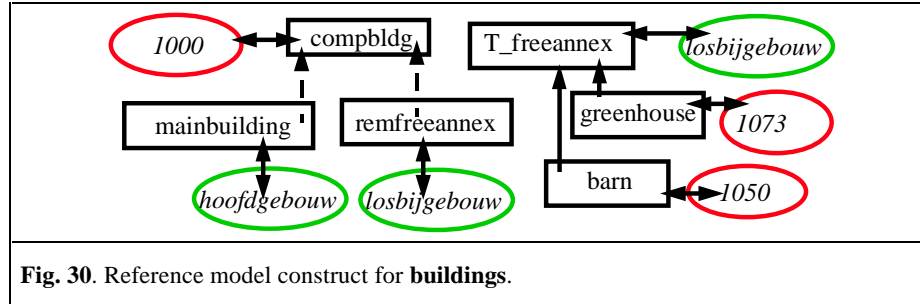 1000
compbldg
T_freeannex
losbijgebouw
mainbuilding
remfreeannex
greenhouse
1073
hoofdgebouw
losbijgebouw
barn
1050
Fig. 30. Reference model construct for buildings.